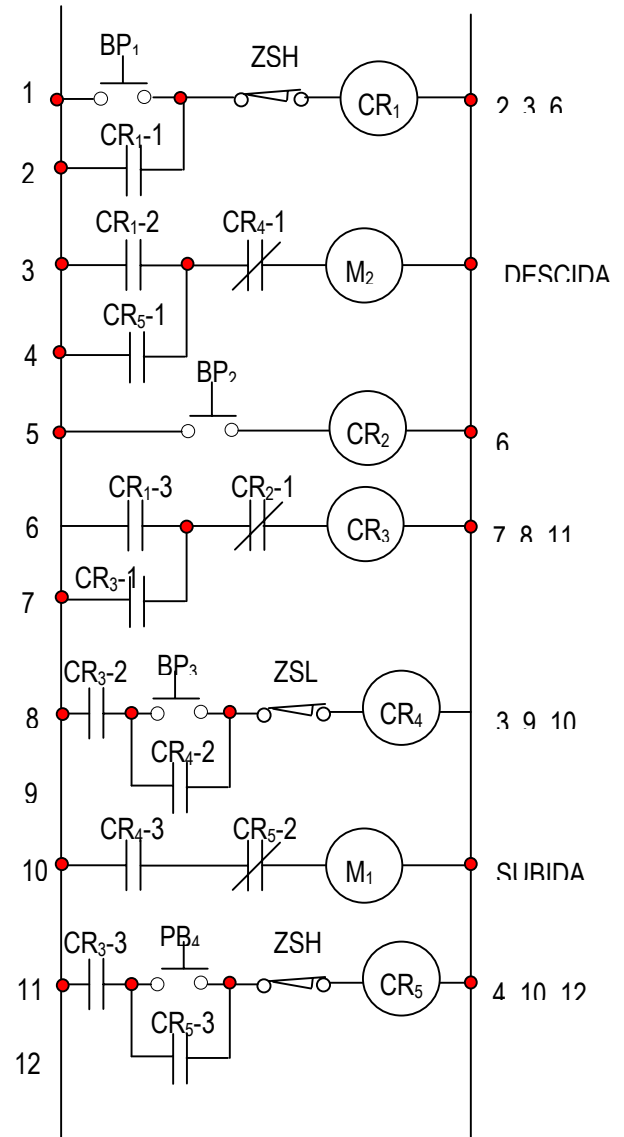 BP₁ ZSH
1 CR₁ 2 3 6
CR₁-1
2
CR₁-2 CR₄-1
3 M₂ DESCIDA
CR₅-1
4
BP₂
5 CR₂ 6
CR₁-3 CR₂-1
6 CR₃ 7 8 11
CR₃-1
7
CR₃-2 BP₃ ZSL
8 CR₄ 3 9 10
CR₄-2
9
CR₄-3 CR₅-2
10 M₁ SUBIDA
CR₃-3 PB₄ ZSH
11 CR₅ 4 10 12
CR₅-3
12